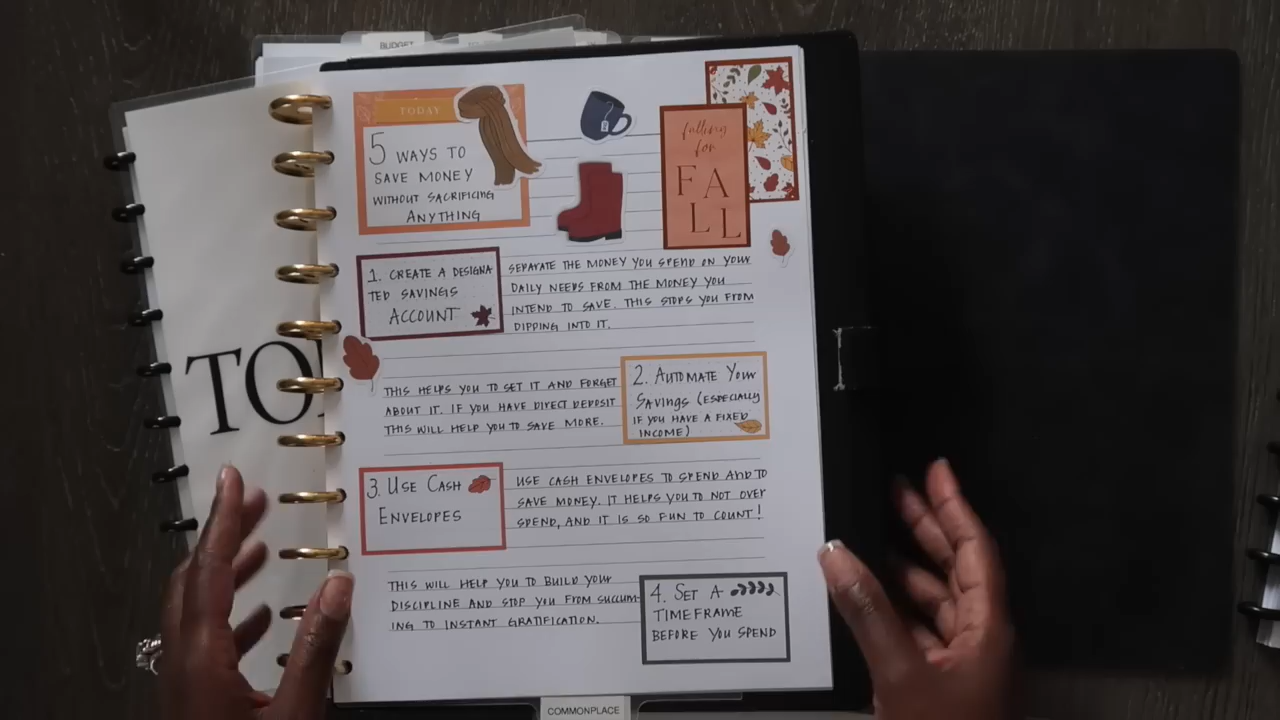 BUDGET
TODAY
5 WAYS TO
SAVE MONEY
WITHOUT SACRIFICING
ANYTHING
falling
for
FA
LL
1. CREATE A DESIGNA
TED SAVINGS
ACCOUNT
SEPARATE THE MONEY YOU SPEND ON YOUR
DAILY NEEDS FROM THE MONEY YOU
INTEND TO SAVE. THIS STOPS YOU FROM
DIPPING INTO IT.
TO
THIS HELPS YOU TO SET IT AND FORGET
ABOUT IT. IF YOU HAVE DIRECT DEPOSIT
THIS WILL HELP YOU TO SAVE MORE.
2. AUTOMATE YOUR
SAVINGS (ESPECIALLY
IF YOU HAVE A FIXED
INCOME)
3. USE CASH
ENVELOPES
USE CASH ENVELOPES TO SPEND AND TO
SAVE MONEY. IT HELPS YOU TO NOT OVER
SPEND, AND IT IS SO FUN TO COUNT!
THIS WILL HELP YOU TO BUILD YOUR
DISCIPLINE AND STOP YOU FROM SUCCUM-
ING TO INSTANT GRATIFICATION.
4. SET A
TIMEFRAME
BEFORE YOU SPEND
COMMONPLACE